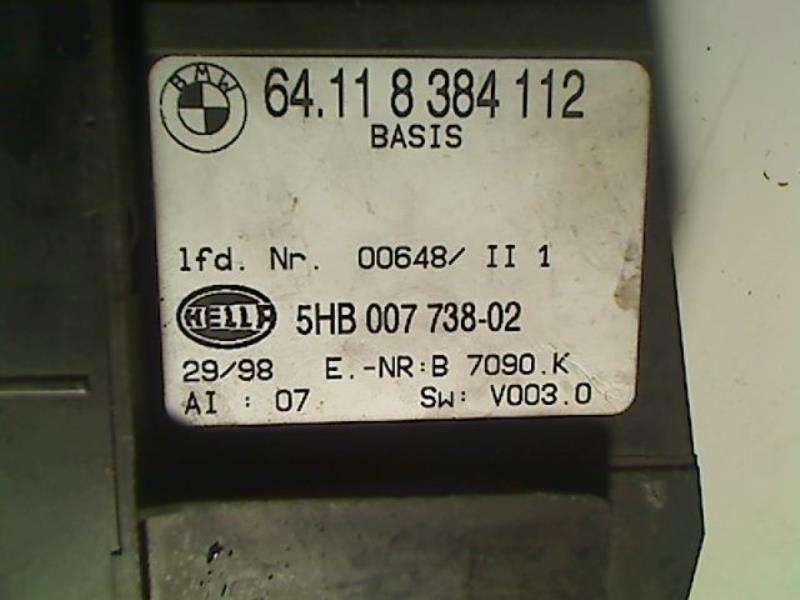 BMW 64.11 8 384 112
BASIS
lfd. Nr. 00648/ II 1
HELLA 5HB 007 738-02
29/98 E.-NR:B 7090.K
AI : 07 Sw: V003.0